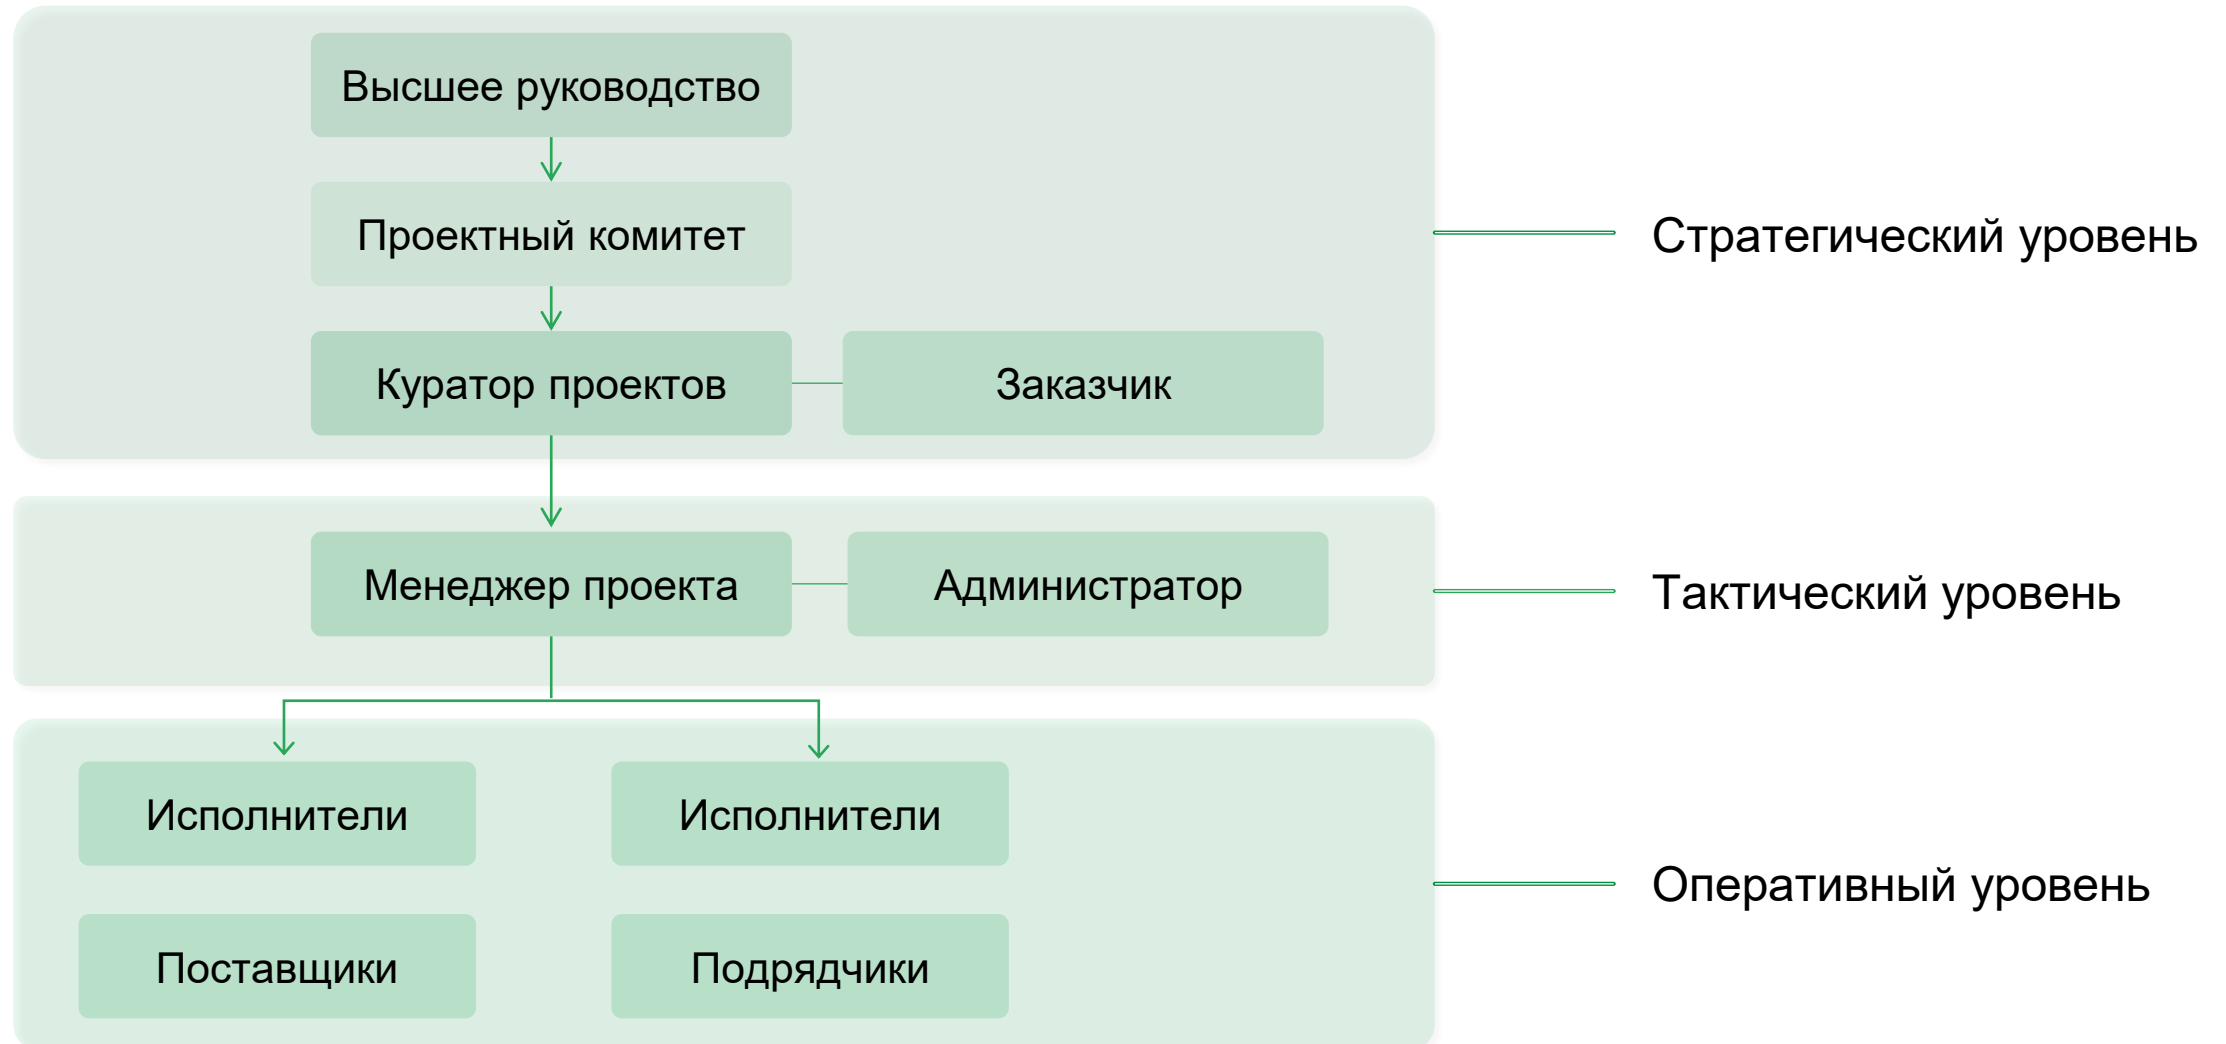 Высшее руководство
Проектный комитет
Стратегический уровень
Куратор проектов
Заказчик
Менеджер проекта
Администратор
Тактический уровень
Исполнители
Исполнители
Оперативный уровень
Поставщики
Подрядчики